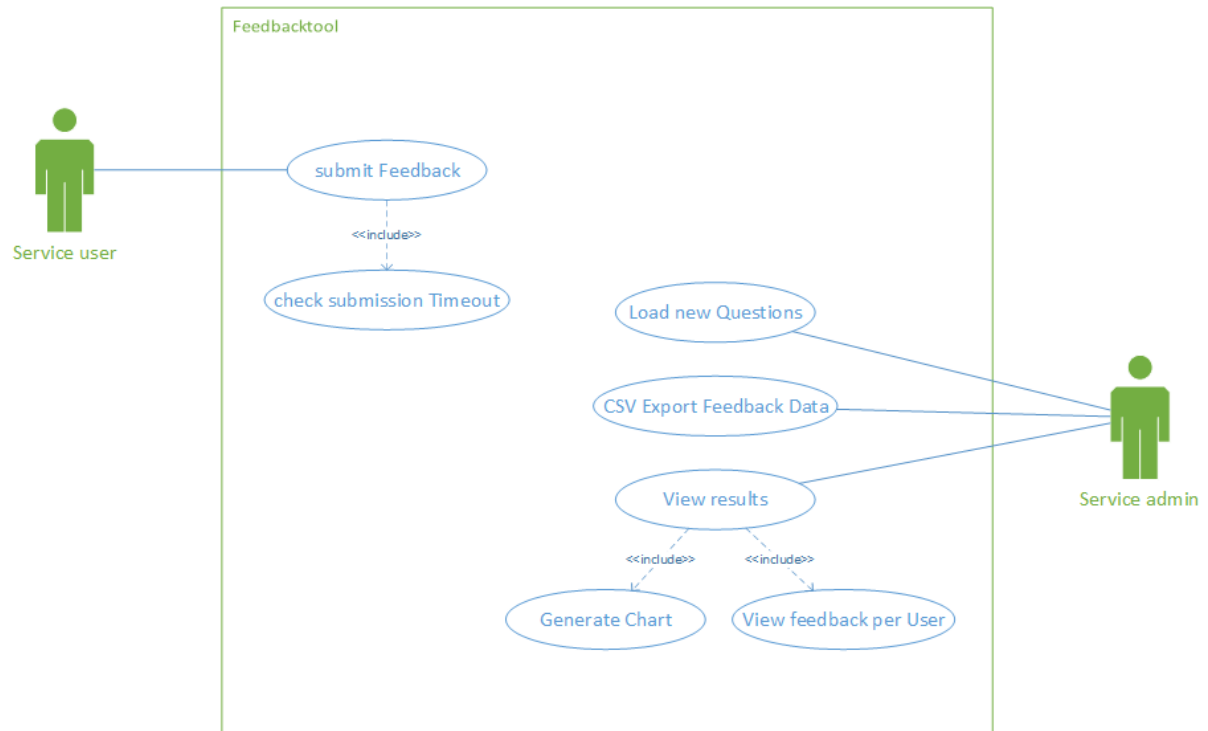 Feedbacktool
submit Feedback
<<include>>
Service user
check submission Timeout
Load new Questions
CSV Export Feedback Data
View results
Service admin
<<include>>
<<include>>
Generate Chart
View feedback per User